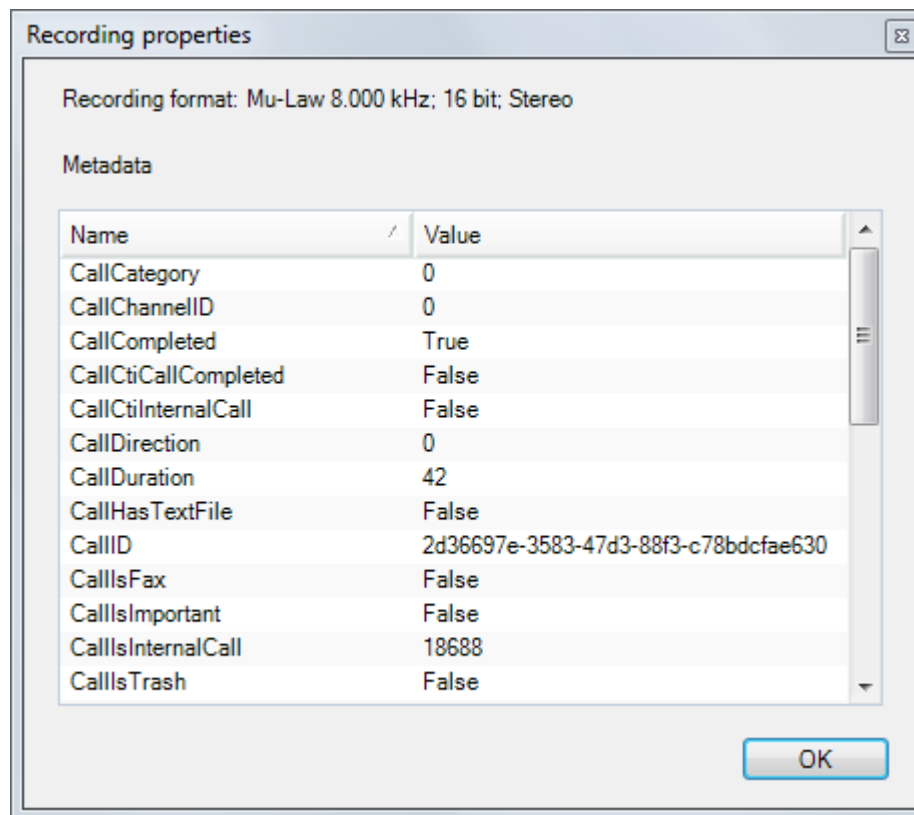 Recording properties
Recording format: Mu-Law 8.000 kHz; 16 bit; Stereo
Metadata
Name Value
CallCategory 0
CallChannelID 0
CallCompleted True
CallCtiCallCompleted False
CallCtiInternalCall False
CallDirection 0
CallDuration 42
CallHasTextFile False
CallID 2d36697e-3583-47d3-88f3-c78bdcfae630
CallIsFax False
CallIsImportant False
CallIsInternalCall 18688
CallIsTrash False
OK